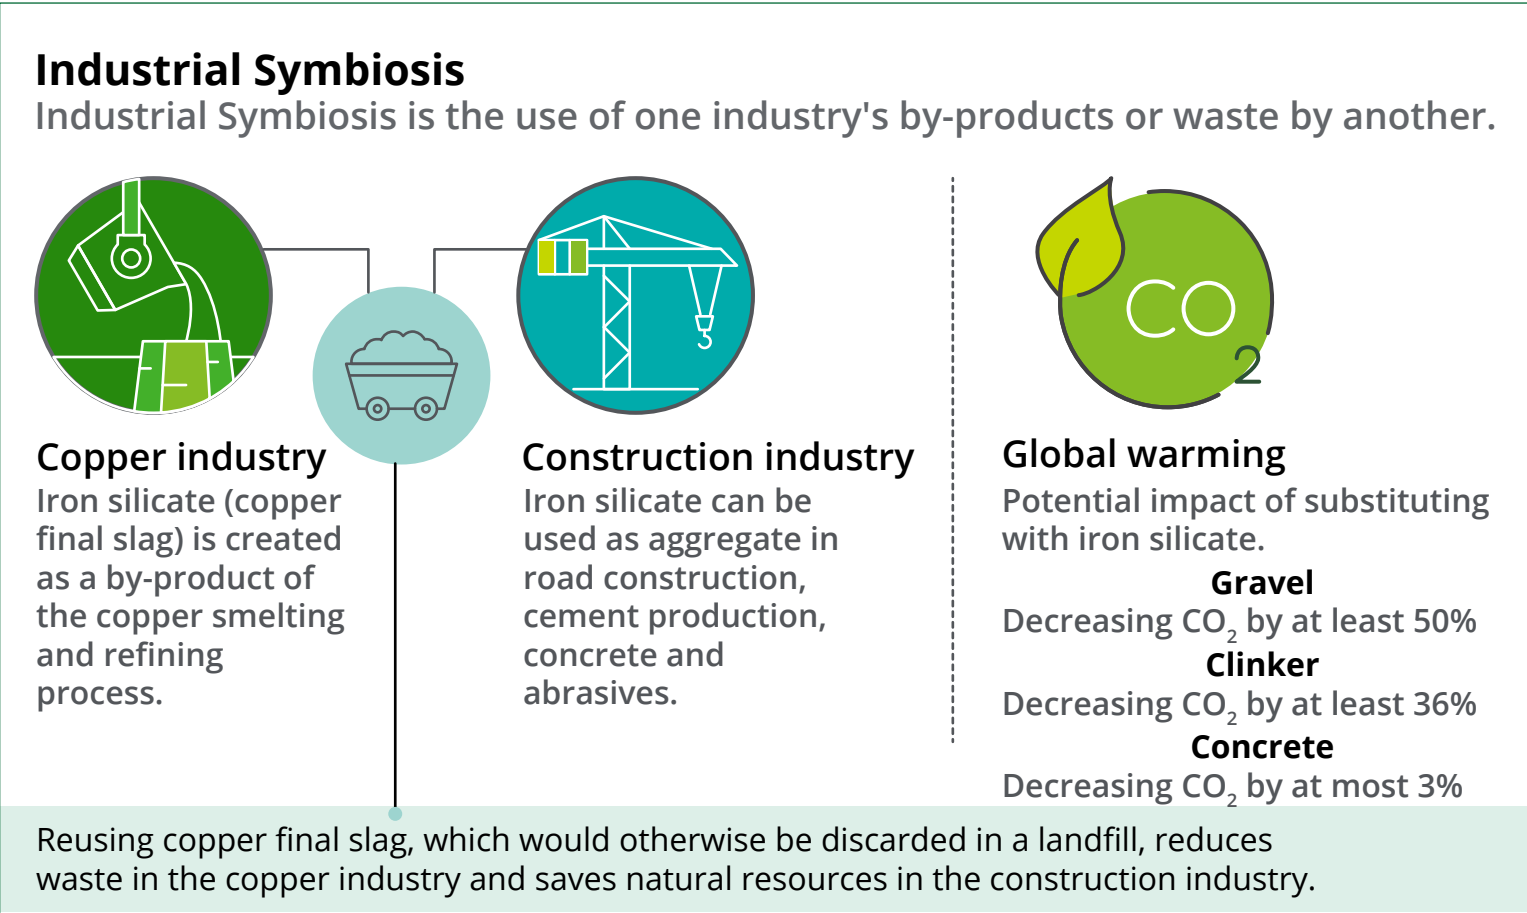 Industrial Symbiosis
Industrial Symbiosis is the use of one industry's by-products or waste by another.
Copper industry
Iron silicate (copper
final slag) is created
as a by-product of
the copper smelting
and refining
process.
Construction industry
Iron silicate can be
used as aggregate in
road construction,
cement production,
concrete and
abrasives.
CO2
Global warming
Potential impact of substituting
with iron silicate.
Gravel
Decreasing CO2 by at least 50%
Clinker
Decreasing CO2 by at least 36%
Concrete
Decreasing CO2 by at most 3%
Reusing copper final slag, which would otherwise be discarded in a landfill, reduces
waste in the copper industry and saves natural resources in the construction industry.